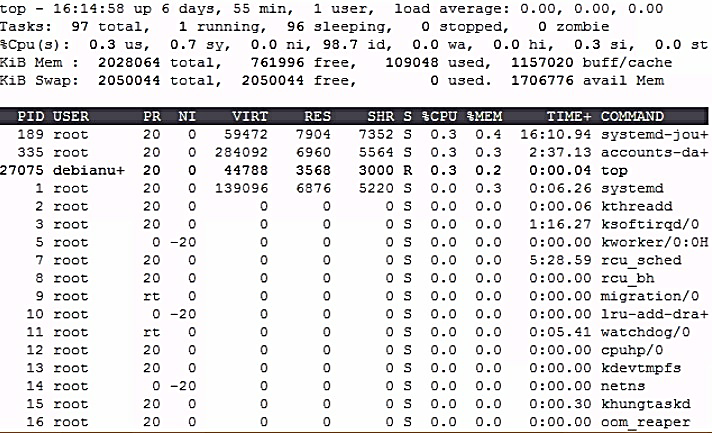 top - 16:14:58 up 6 days, 55 min,  1 user,  load average: 0.00, 0.00, 0.00
Tasks:  97 total,   1 running,  96 sleeping,   0 stopped,   0 zombie
%Cpu(s):  0.3 us,  0.7 sy,  0.0 ni, 98.7 id,  0.0 wa,  0.0 hi,  0.3 si,  0.0 st
KiB Mem :  2028064 total,   761996 free,   109048 used,  1157020 buff/cache
KiB Swap:  2050044 total,  2050044 free,        0 used.  1706776 avail Mem
PID USER      PR  NI    VIRT    RES    SHR S %CPU %MEM     TIME+ COMMAND
189 root      20   0   59472   7904   7352 S  0.3  0.4  16:10.94 systemd-jou+
335 root      20   0  284092   6960   5564 S  0.3  0.3   2:37.13 accounts-da+
27075 debianu+  20   0   44788   3568   3000 R  0.3  0.2   0:00.04 top
1 root      20   0  139096   6876   5220 S  0.0  0.3   0:06.26 systemd
2 root      20   0       0      0      0 S  0.0  0.0   0:00.06 kthreadd
3 root      20   0       0      0      0 S  0.0  0.0   1:16.27 ksoftirqd/0
5 root       0 -20       0      0      0 S  0.0  0.0   0:00.00 kworker/0:0H
7 root      20   0       0      0      0 S  0.0  0.0   5:28.59 rcu_sched
8 root      20   0       0      0      0 S  0.0  0.0   0:00.00 rcu_bh
9 root      rt   0       0      0      0 S  0.0  0.0   0:00.00 migration/0
10 root       0 -20       0      0      0 S  0.0  0.0   0:00.00 lru-add-dra+
11 root      rt   0       0      0      0 S  0.0  0.0   0:05.41 watchdog/0
12 root      20   0       0      0      0 S  0.0  0.0   0:00.00 cpuhp/0
13 root      20   0       0      0      0 S  0.0  0.0   0:00.00 kdevtmpfs
14 root       0 -20       0      0      0 S  0.0  0.0   0:00.00 netns
15 root      20   0       0      0      0 S  0.0  0.0   0:00.30 khungtaskd
16 root      20   0       0      0      0 S  0.0  0.0   0:00.00 oom_reaper